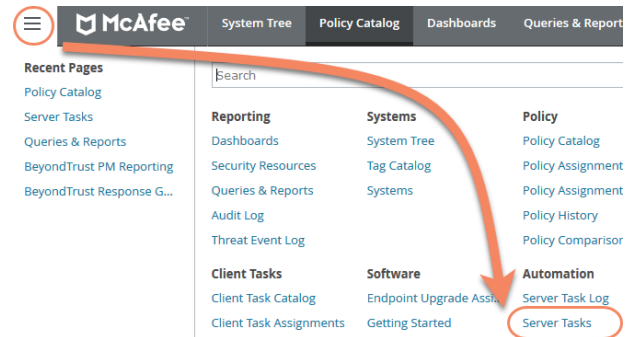 McAfee™ System Tree Policy Catalog Dashboards Queries & Report
Recent Pages
Policy Catalog
Server Tasks
Queries & Reports
BeyondTrust PM Reporting
BeyondTrust Response G...
Search
Reporting Systems Policy
Dashboards System Tree Policy Catalog
Security Resources Tag Catalog Policy Assignment
Queries & Reports Systems Policy Assignment
Audit Log Policy History
Threat Event Log Policy Comparison
Client Tasks Software Automation
Client Task Catalog Endpoint Upgrade Assi... Server Task Log
Client Task Assignments Getting Started Server Tasks